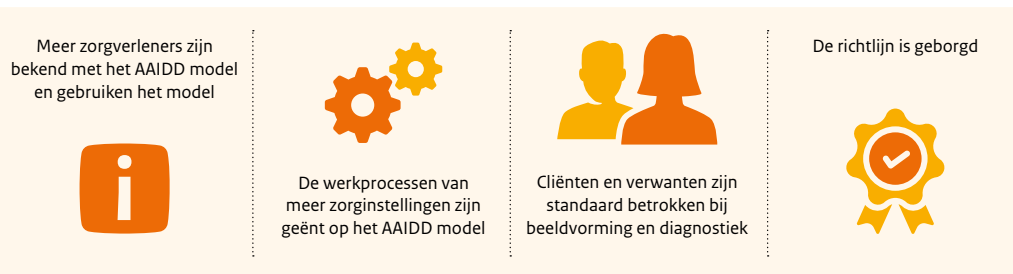 Meer zorgverleners zijn
bekend met het AAIDD model
en gebruiken het model
i
De werkprocessen van
meer zorginstellingen zijn
geënt op het AAIDD model
Cliënten en verwanten zijn
standaard betrokken bij
beeldvorming en diagnostiek
De richtlijn is geborgd